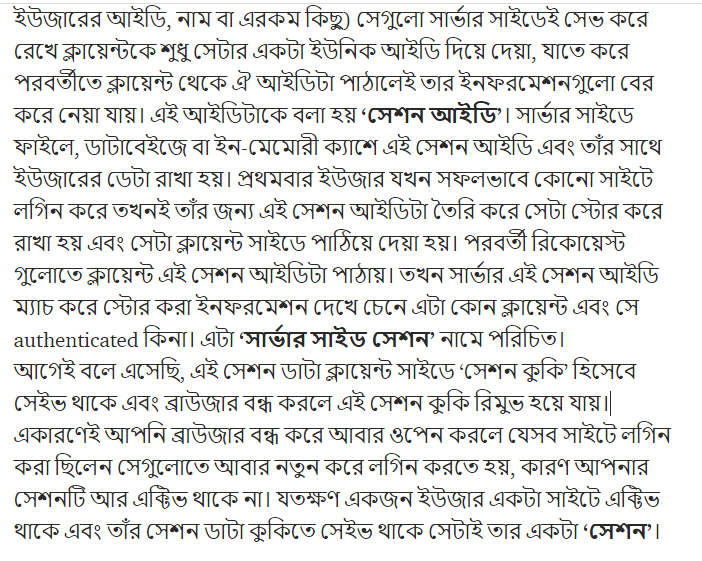 ইউজারের আইডি, নাম বা এরকম কিছু) সেগুলো সার্ভার সাইডেই সেভ করে
রেখে ক্লায়েন্টকে শুধু সেটার একটা ইউনিক আইডি দিয়ে দেয়া, যাতে করে
পরবর্তীতে ক্লায়েন্ট থেকে ঐ আইডিটা পাঠালেই তার ইনফরমেশনগুলো বের
করে নেয়া যায়। এই আইডিটাকে বলা হয় ‘সেশন আইডি’। সার্ভার সাইডে
ফাইলে, ডাটাবেইজে বা ইন-মেমোরী ক্যাশে এই সেশন আইডি এবং তাঁর সাথে
ইউজারের ডেটা রাখা হয়। প্রথমবার ইউজার যখন সফলভাবে কোনো সাইটে
লগিন করে তখনই তাঁর জন্য এই সেশন আইডিটা তৈরি করে সেটা স্টোর করে
রাখা হয় এবং সেটা ক্লায়েন্ট সাইডে পাঠিয়ে দেয়া হয়। পরবর্তী রিকোয়েস্ট
গুলোতে ক্লায়েন্ট এই সেশন আইডিটা পাঠায়। তখন সার্ভার এই সেশন আইডি
ম্যাচ করে স্টোর করা ইনফরমেশন দেখে চেনে এটা কোন ক্লায়েন্ট এবং সে
authenticated কিনা। এটা ‘সার্ভার সাইড সেশন’ নামে পরিচিত।
আগেই বলে এসেছি, এই সেশন ডাটা ক্লায়েন্ট সাইডে ‘সেশন কুকি’ হিসেবে
সেইভ থাকে এবং ব্রাউজার বন্ধ করলে এই সেশন কুকি রিমুভ হয়ে যায়।
একারণেই আপনি ব্রাউজার বন্ধ করে আবার ওপেন করলে যেসব সাইটে লগিন
করা ছিলেন সেগুলোতে আবার নতুন করে লগিন করতে হয়, কারণ আপনার
সেশনটি আর এক্টিভ থাকে না। যতক্ষণ একজন ইউজার একটা সাইটে এক্টিভ
থাকে এবং তাঁর সেশন ডাটা কুকিতে সেইভ থাকে সেটাই তার একটা ‘সেশন’।